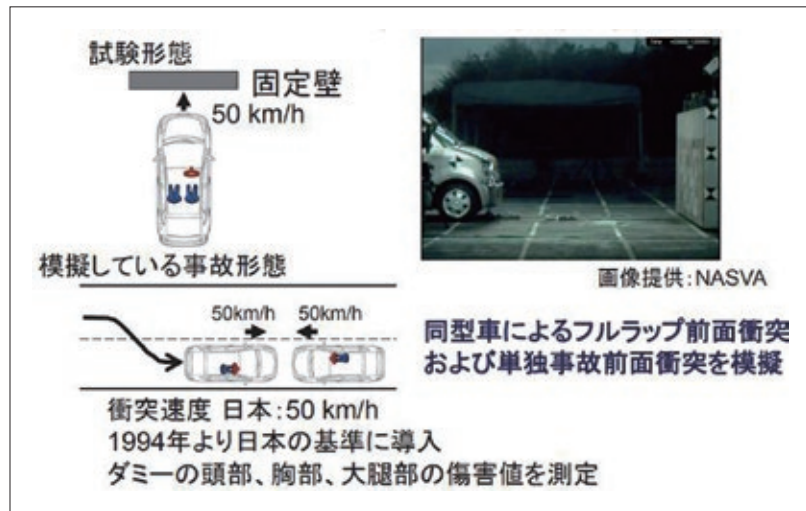 試験形態
固定壁
50 km/h
模擬している事故形態
画像提供:NASVA
50km/h 50km/h
同型車によるフルラップ前面衝突
および単独事故前面衝突を模擬
衝突速度 日本:50 km/h
1994年より日本の基準に導入
ダミーの頭部、胸部、大腿部の傷害値を測定